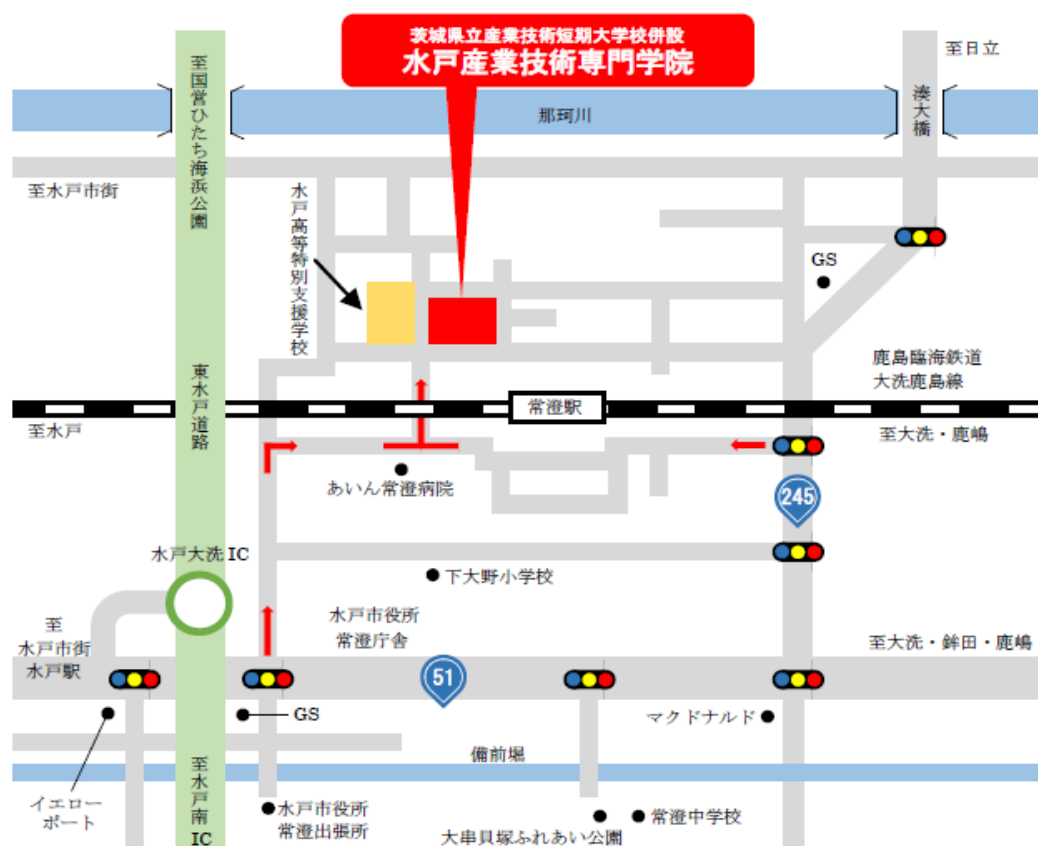 茨城県立産業技術短期大学校併設
水戸産業技術専門学院
至日立
至国営ひたち海浜公園
湊大橋
那珂川
至水戸市街
水戸高等特別支援学校
GS
東水戸道路
鹿島臨海鉄道
大洗鹿島線
常澄駅
至水戸
至大洗・鹿嶋
あいん常澄病院
245
水戸大洗IC
下大野小学校
水戸市役所
常澄庁舎
至
水戸市街
水戸駅
至大洗・鉾田・鹿嶋
51
GS
マクドナルド
備前堀
至水戸南IC
イエロー
ポート
水戸市役所
常澄出張所
大串貝塚ふれあい公園
常澄中学校